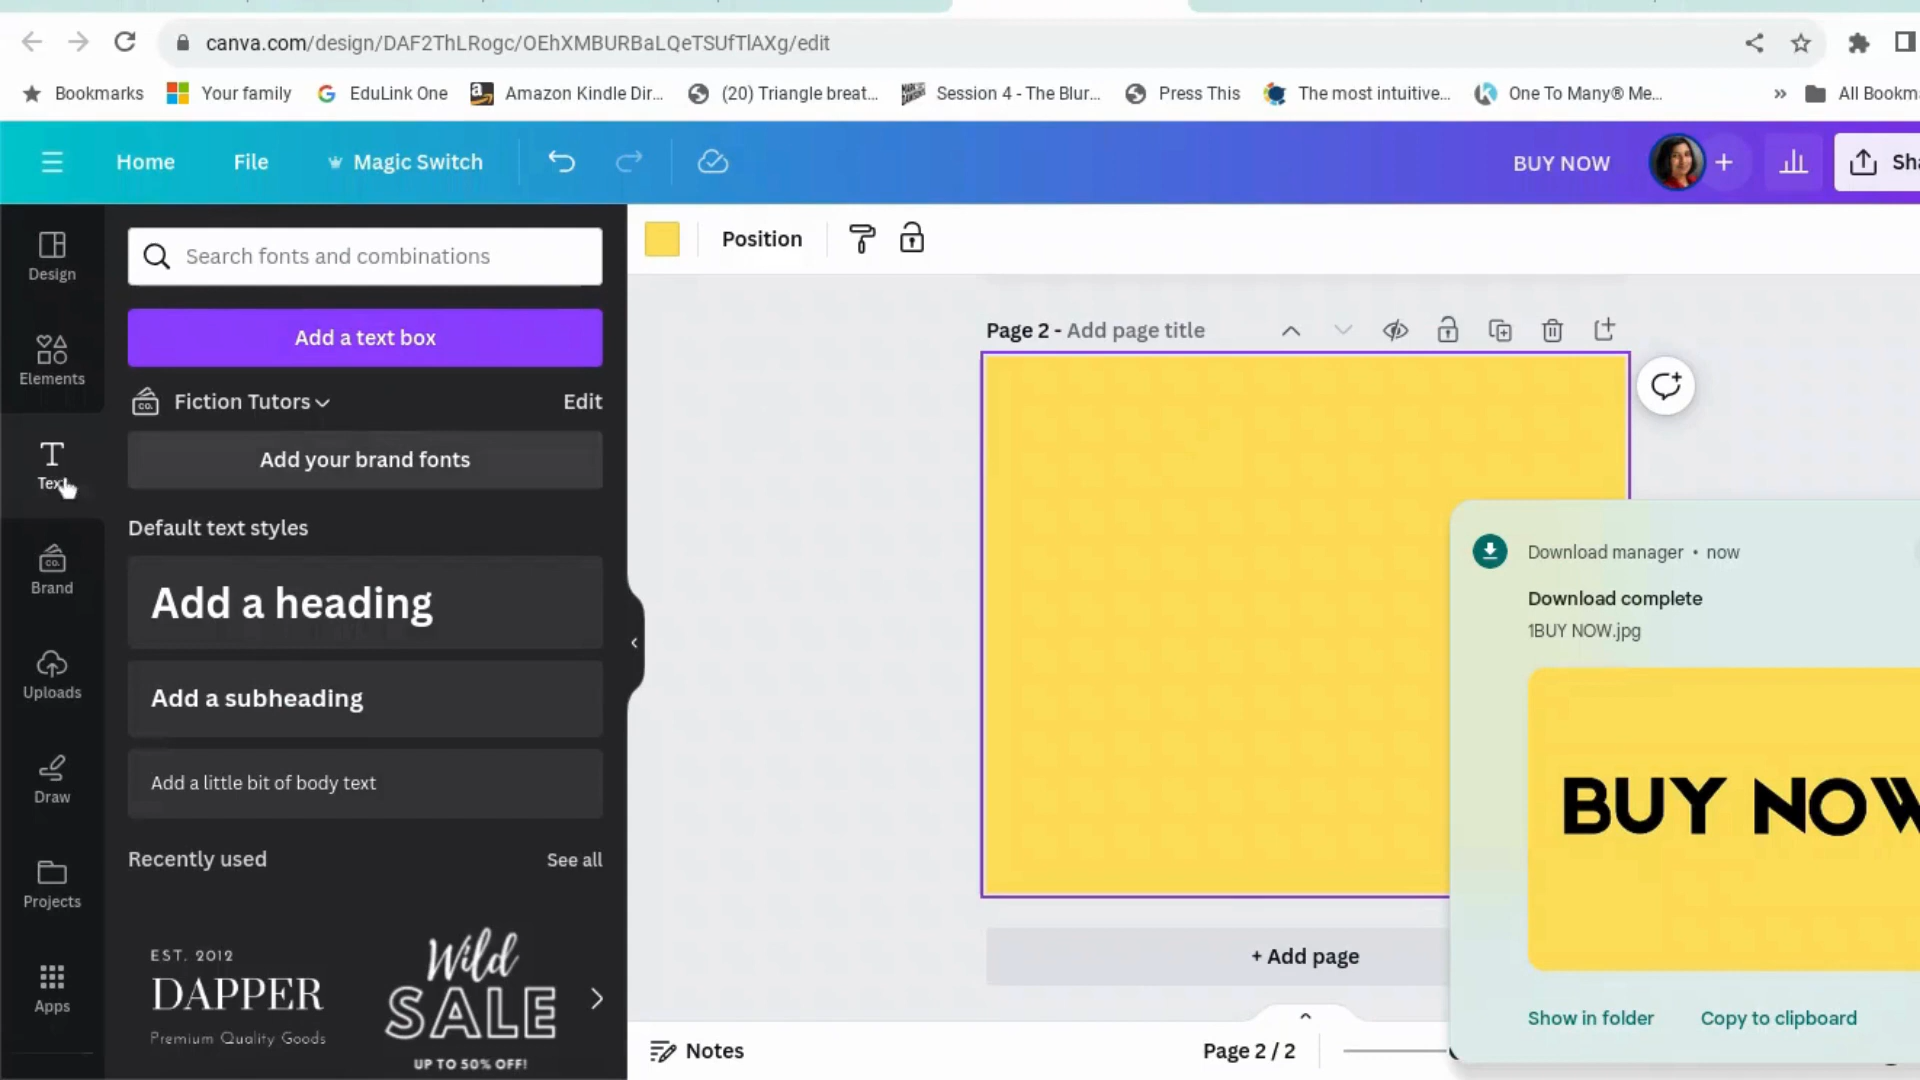 canva.com/design/DAF2ThLRogc/OEhXMBURBaLQeTSUfTlAXg/edit
Bookmarks
Your family
EduLink One
Amazon Kindle Dir...
(20) Triangle breat...
Session 4 - The Blur...
Press This
The most intuitive...
One To Many® Me...
»
All Bookma
Home
File
Magic Switch
BUY NOW
Sha
Design
Elements
Text
Brand
Uploads
Draw
Projects
Apps
Search fonts and combinations
Add a text box
Fiction Tutors
Edit
Add your brand fonts
Default text styles
Add a heading
Add a subheading
Add a little bit of body text
Recently used
See all
EST. 2012
DAPPER
Premium Quality Goods
Wild
SALE
UP TO 50% OFF!
Position
Page 2 - Add page title
+ Add page
Notes
Page 2 / 2
Download manager • now
Download complete
1BUY NOW.jpg
BUY NOW
Show in folder
Copy to clipboard